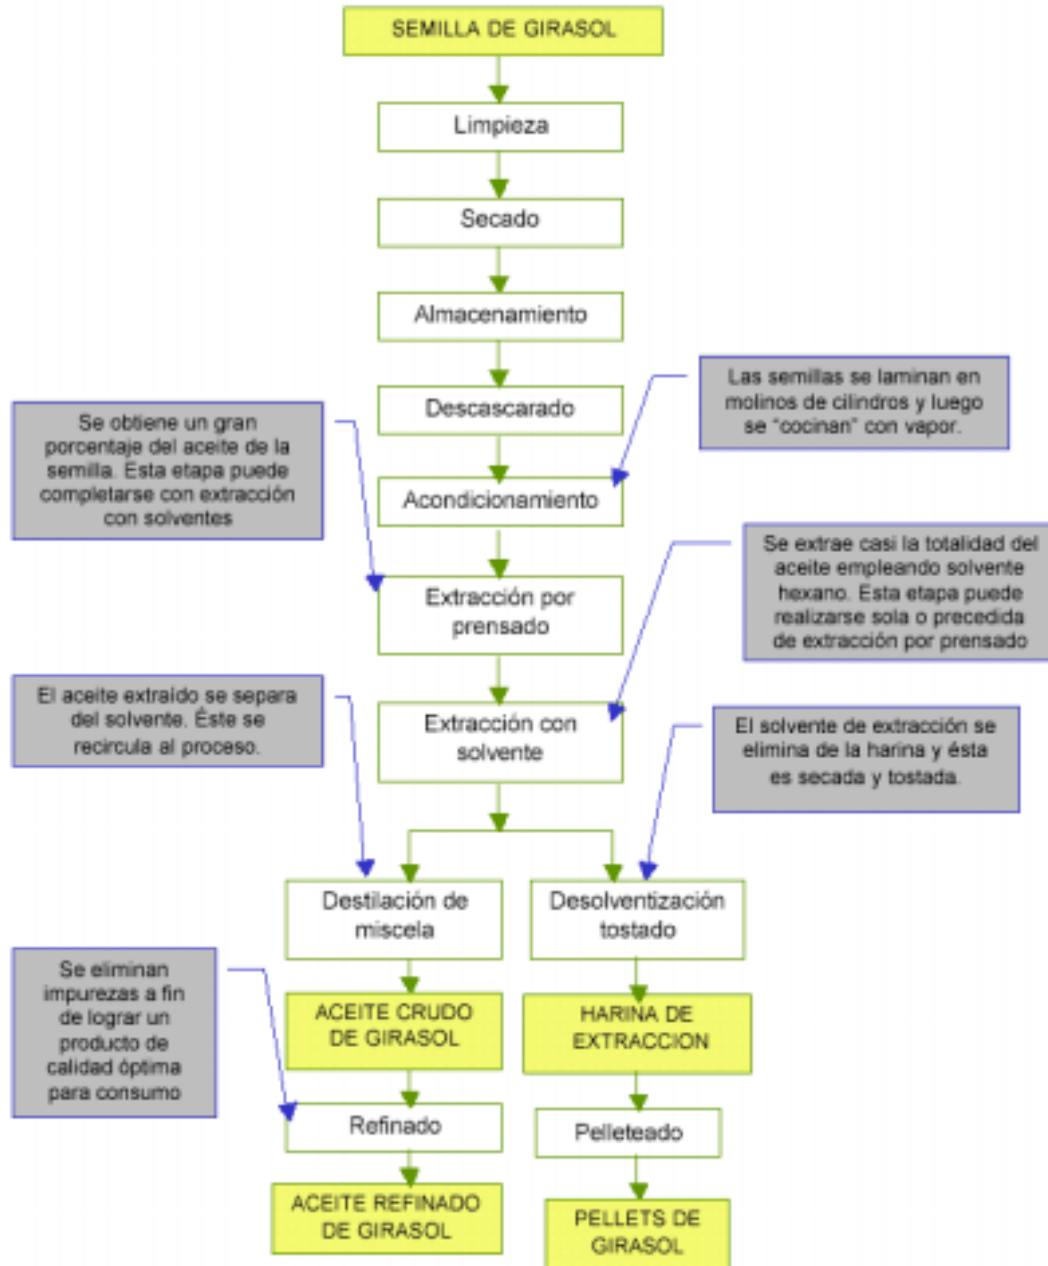 SEMILLA DE GIRASOL
Limpieza
Secado
Almacenamiento
Descascarado
Las semillas se laminan en
molinos de cilindros y luego
se “cocinan” con vapor.
Se obtiene un gran
porcentaje del aceite de la
semilla. Esta etapa puede
completarse con extracción
con solventes
Acondicionamiento
Se extrae casi la totalidad del
aceite empleando solvente
hexano. Esta etapa puede
realizarse sola o precedida
de extracción por prensado
Extracción por
prensado
El aceite extraído se separa
del solvente. Éste se
recircula al proceso.
Extracción con
solvente
El solvente de extracción se
elimina de la harina y ésta
es secada y tostada.
Destilación de
miscela
Desolventización
tostado
Se eliminan
impurezas a fin
de lograr un
producto de
calidad óptima
para consumo
ACEITE CRUDO
DE GIRASOL
HARINA DE
EXTRACCION
Refinado
Pelleteado
ACEITE REFINADO
DE GIRASOL
PELLETS DE
GIRASOL